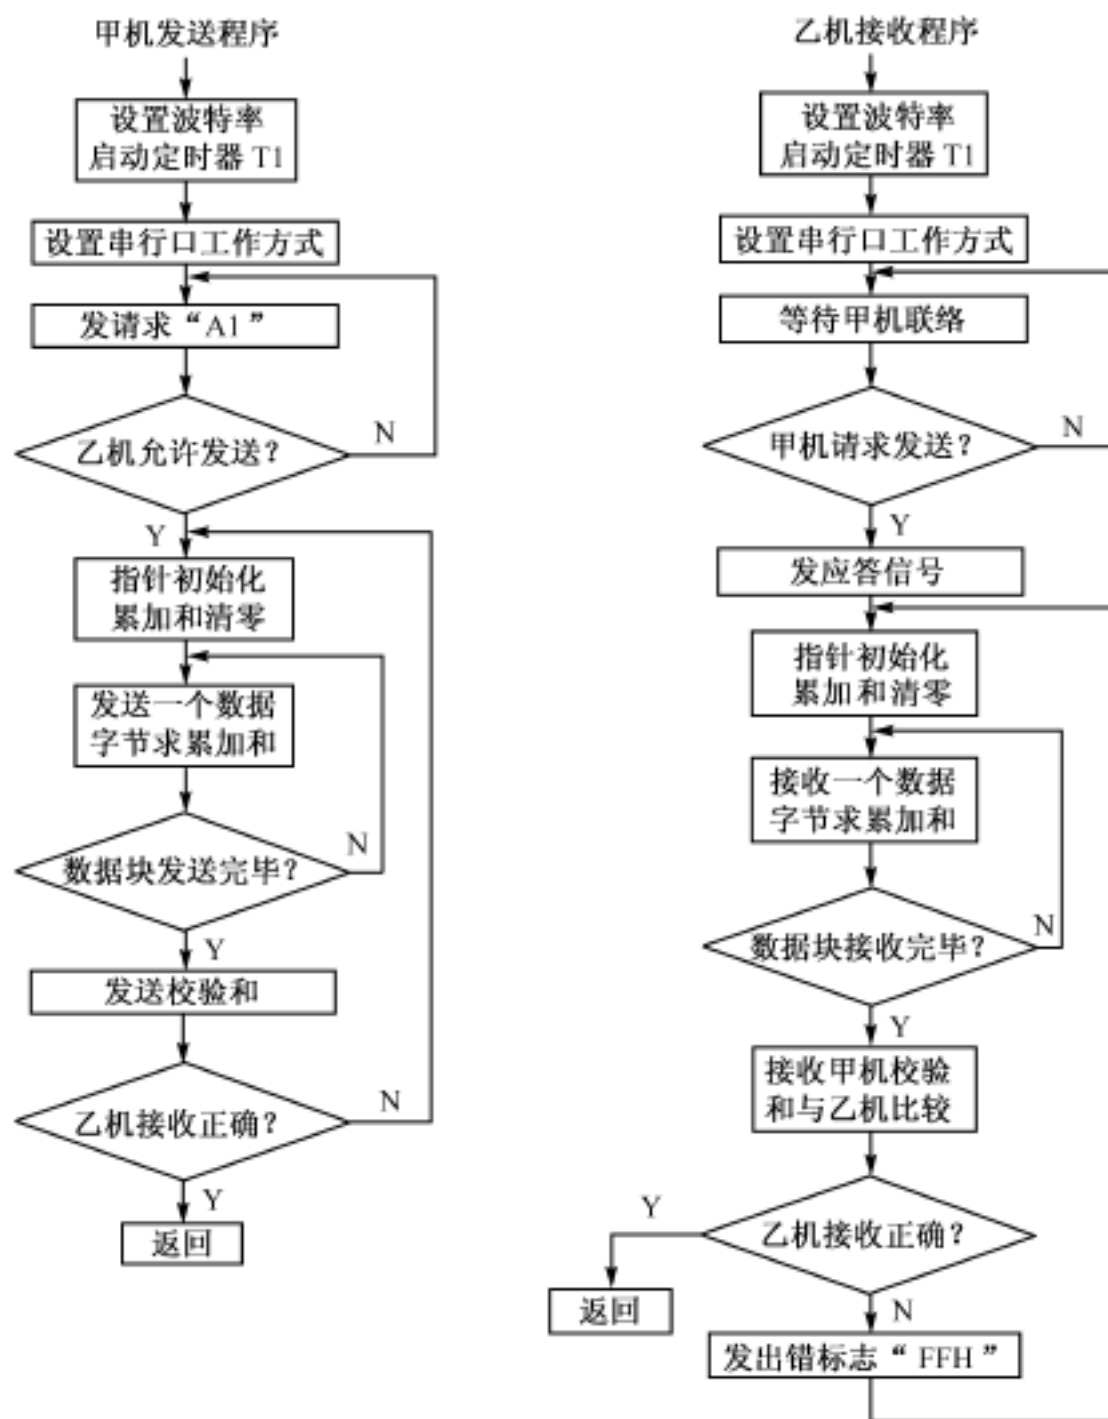 甲机发送程序
设置波特率
启动定时器 T1
设置串行口工作方式
发请求“A1”
乙机允许发送?
N
Y
指针初始化
累加和清零
发送一个数据
字节求累加和
数据块发送完毕?
N
Y
发送校验和
乙机接收正确?
N
Y
返回
乙机接收程序
设置波特率
启动定时器 T1
设置串行口工作方式
等待甲机联络
甲机请求发送?
N
Y
发应答信号
指针初始化
累加和清零
接收一个数据
字节求累加和
数据块接收完毕?
N
Y
接收甲机校验
和与乙机比较
乙机接收正确?
Y
返回
N
发出错标志“ FFH ”